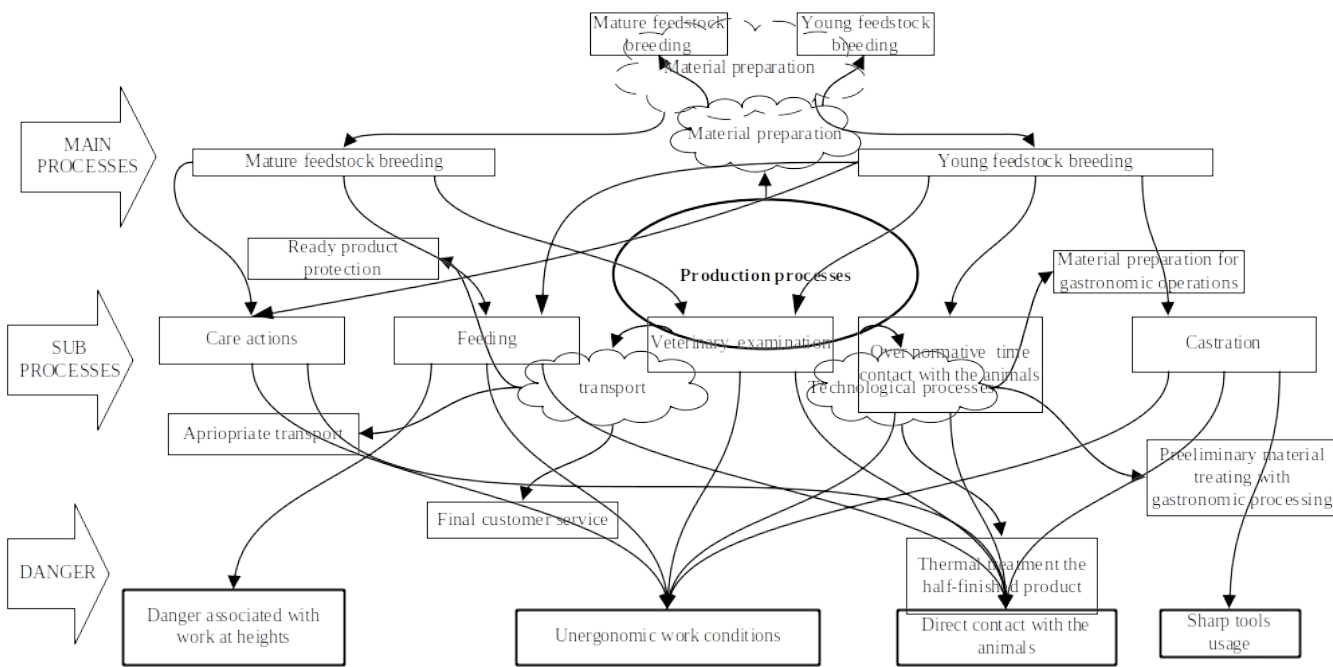 Mature feedstock
breeding
Young feedstock
breeding
Material preparation
Material preparation
MAIN
PROCESSES
Mature feedstock breeding
Young feedstock breeding
Ready product
protection
Production processes
Material preparation for
gastronomic operations
SUB
PROCESSES
Care actions
Feeding
Veterinary examination
Over normative time
contact with the animals
Castration
transport
Technological processes
Apriopriate transport
Preeliminary material
treating with
gastronomic processing
Final customer service
DANGER
Thermal treatment the
half-finished product
Danger associated with
work at heights
Unergonomic work conditions
Direct contact with the
animals
Sharp tools
usage